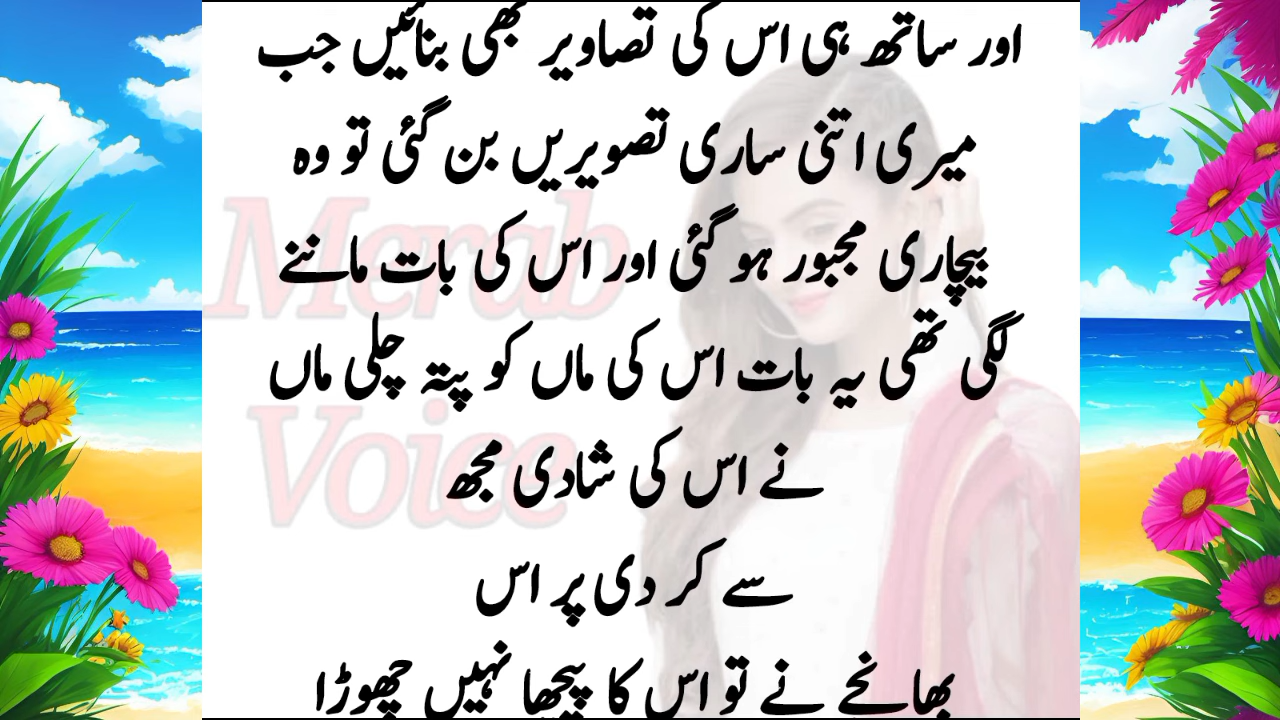 اور ساتھ ہی اس کی تصاویر بھی بنائیں جب
میری اتنی ساری تصویریں بن گئی تو وہ
بیچاری مجبور ہو گئی اور اس کی بات ماننے
لگی تھی یہ بات اس کی ماں کو پتہ چلی ماں
نے اس کی شادی مجھ
سے کر دی پر اس
بھانجے نے تو اس کا پیچھا نہیں چھوڑا
Merab
Voice